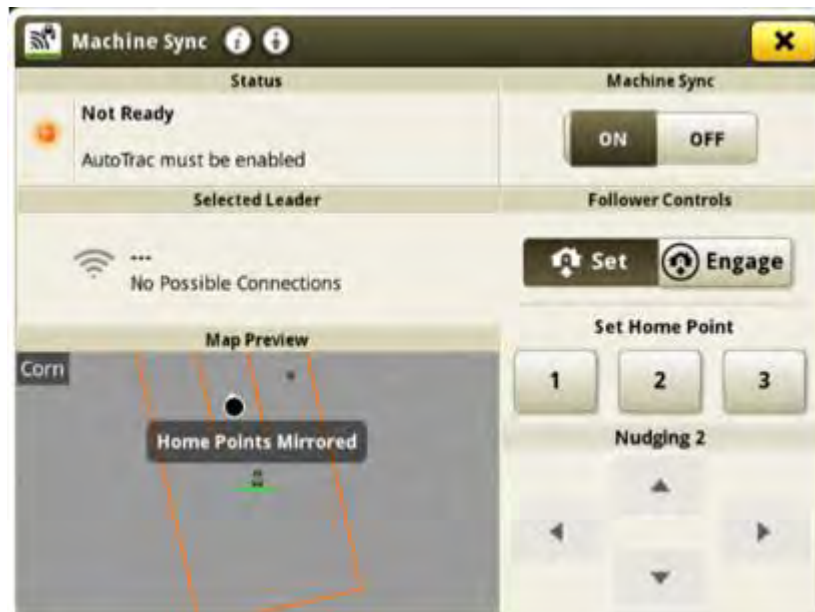 Machine Sync
Status
Machine Sync
Not Ready
AutoTrac must be enabled
ON OFF
Selected Leader
Follower Controls
---
No Possible Connections
Set Engage
Map Preview
Set Home Point
Corn
1 2 3
Home Points Mirrored
Nudging 2